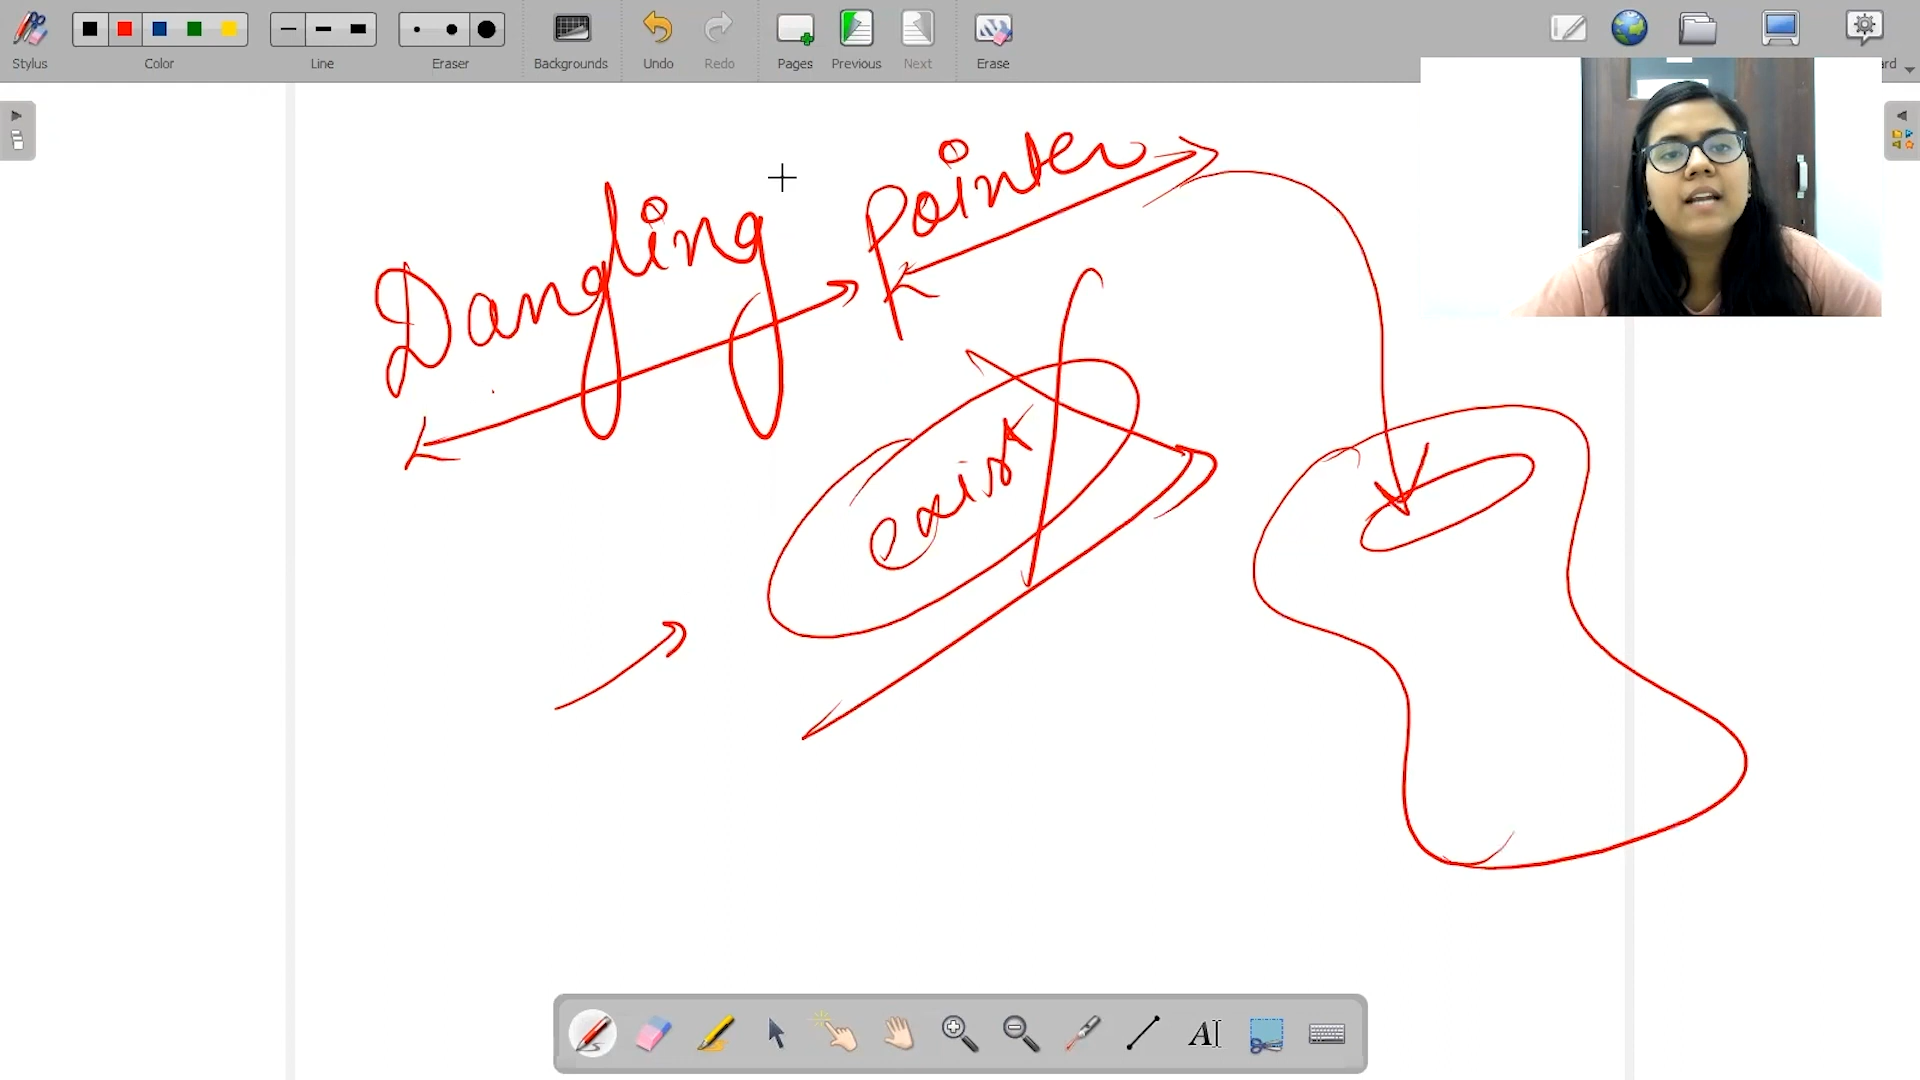 Stylus
Color
Line
Eraser
Backgrounds
Undo
Redo
Pages
Previous
Next
Erase
Dangling Pointer
exist
A